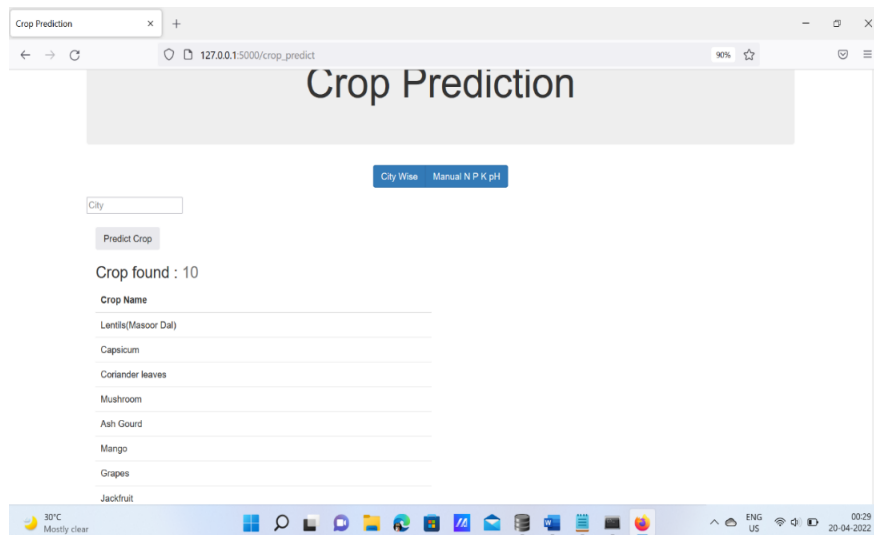 Crop Prediction
127.0.0.1:5000/crop_predict
90%
Crop Prediction
City Wise Manual N P K pH
City
Predict Crop
Crop found : 10
Crop Name
Lentils(Masoor Dal)
Capsicum
Coriander leaves
Mushroom
Ash Gourd
Mango
Grapes
Jackfruit
30°C
Mostly clear
ENG
US
00:29
20-04-2022